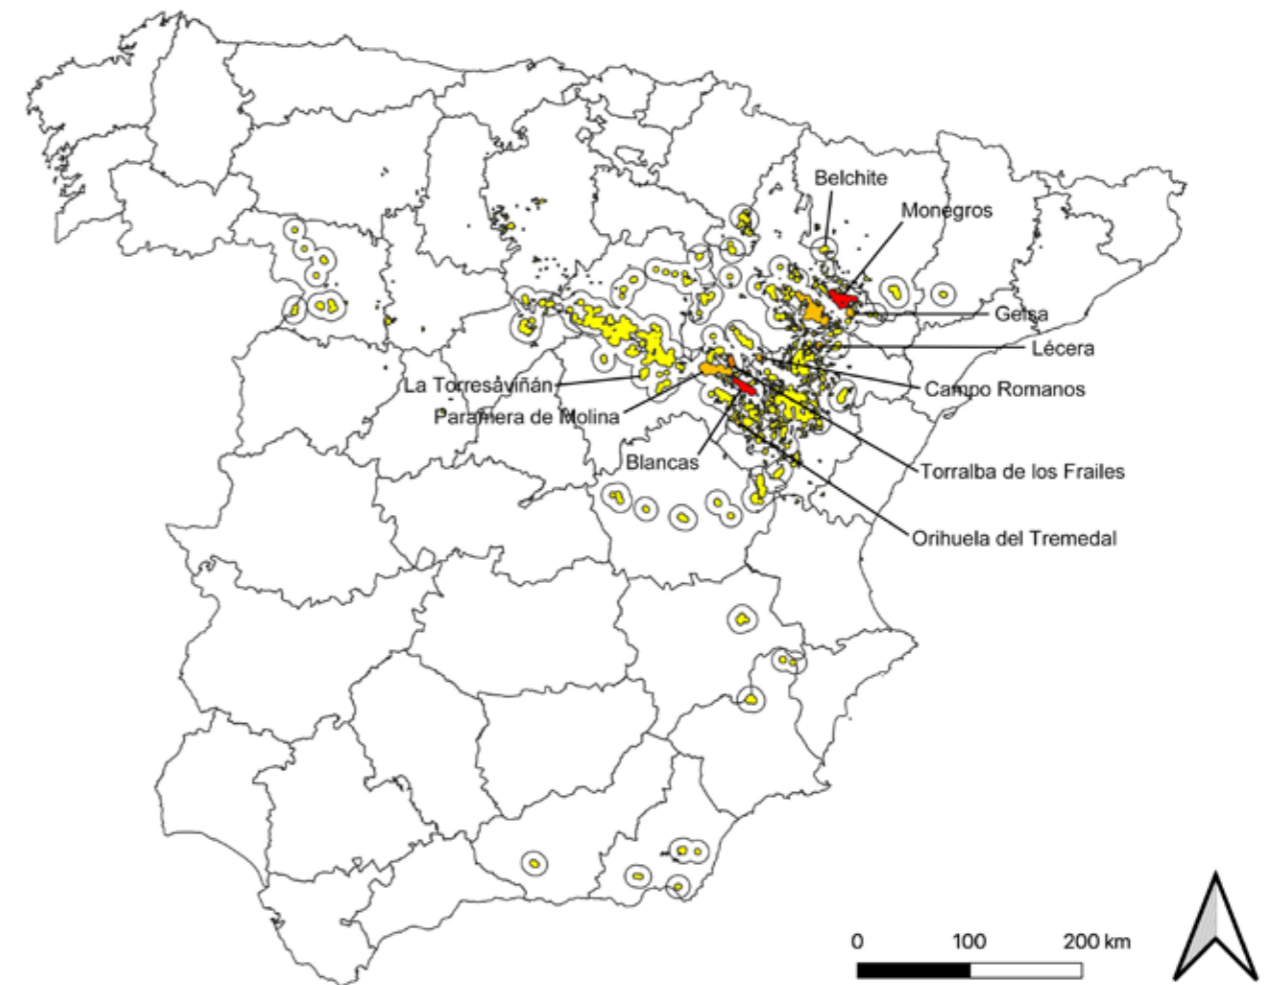 Belchite
Monegros
Gelsa
Lécera
La Torresaviñán
Campo Romanos
Paramera de Molina
Blancas
Torralba de los Frailes
Orihuela del Tremedal
0 100 200 km